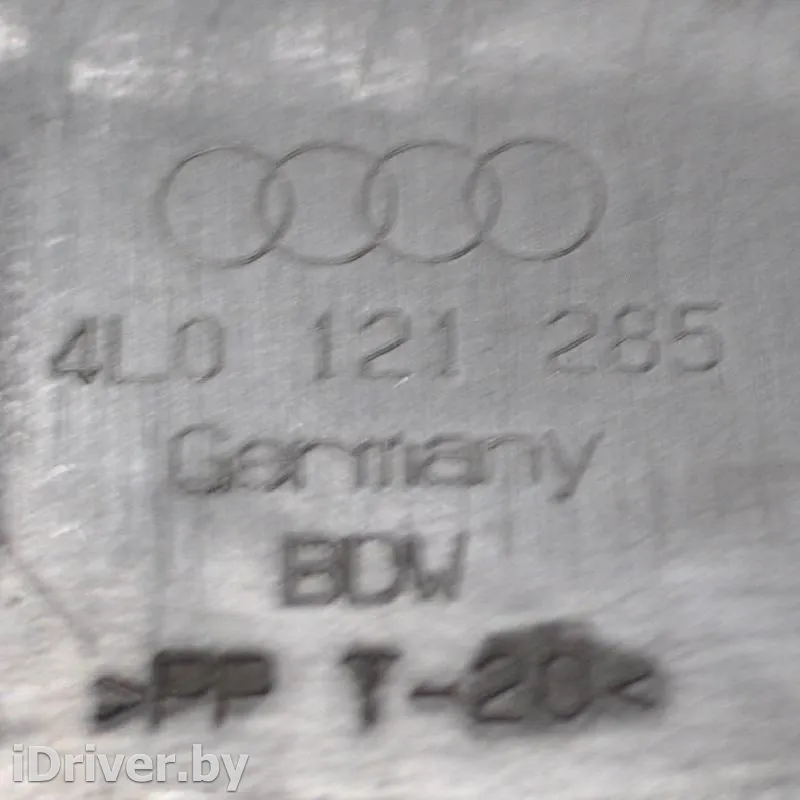 4L0 121 285
Germany
BDW
>PP T-20<
iDriver.by